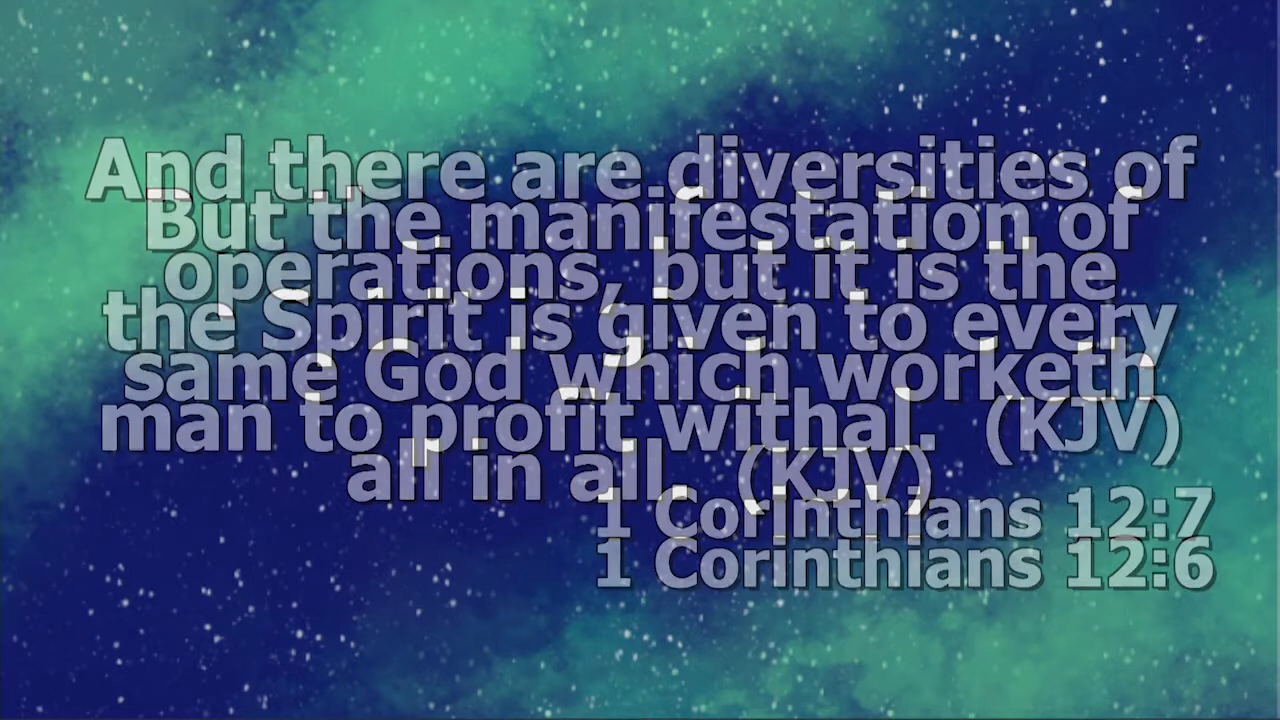 And there are diversities of
operations, but it is the
same God which worketh
all in all. (KJV)
1 Corinthians 12:6
But the manifestation of
the Spirit is given to every
man to profit withal. (KJV)
1 Corinthians 12:7